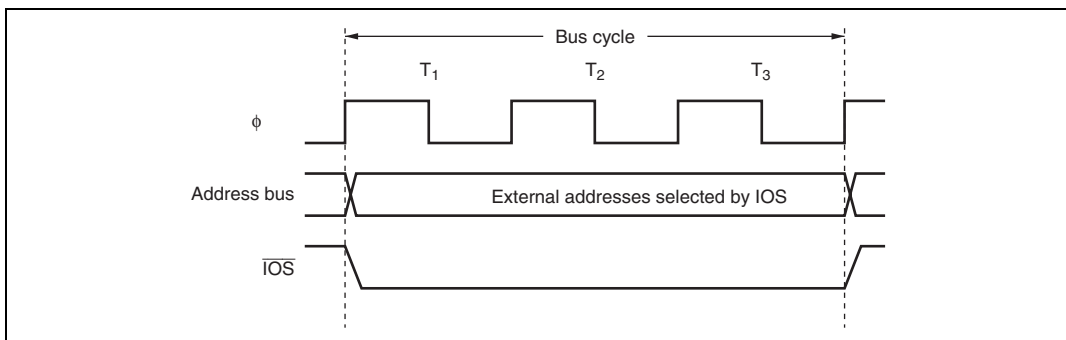 Bus cycle
T1 T2 T3
ϕ
Address bus External addresses selected by IOS
IOS